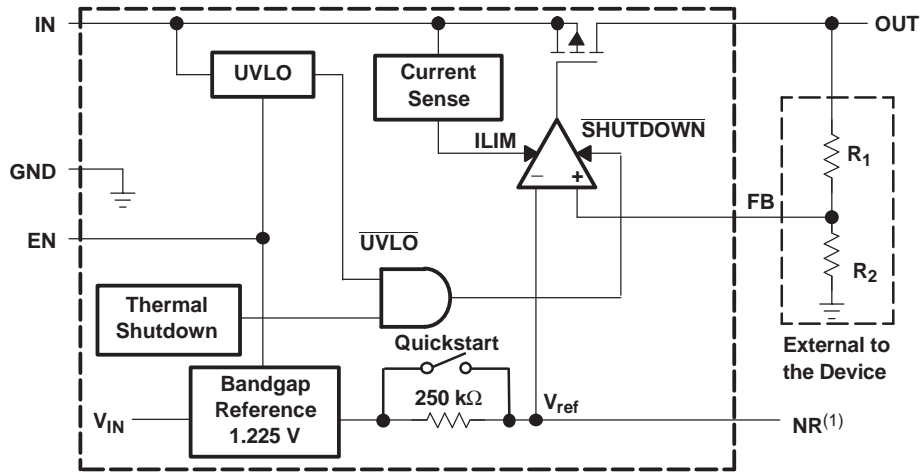 IN
OUT
UVLO
Current
Sense
SHUTDOWN
ILIM
R1
GND
–
+
FB
EN
UVLO
R2
Thermal
Shutdown
Quickstart
External to
the Device
Bandgap
Reference
1.225 V
250 kΩ
Vref
VIN
NR(1)